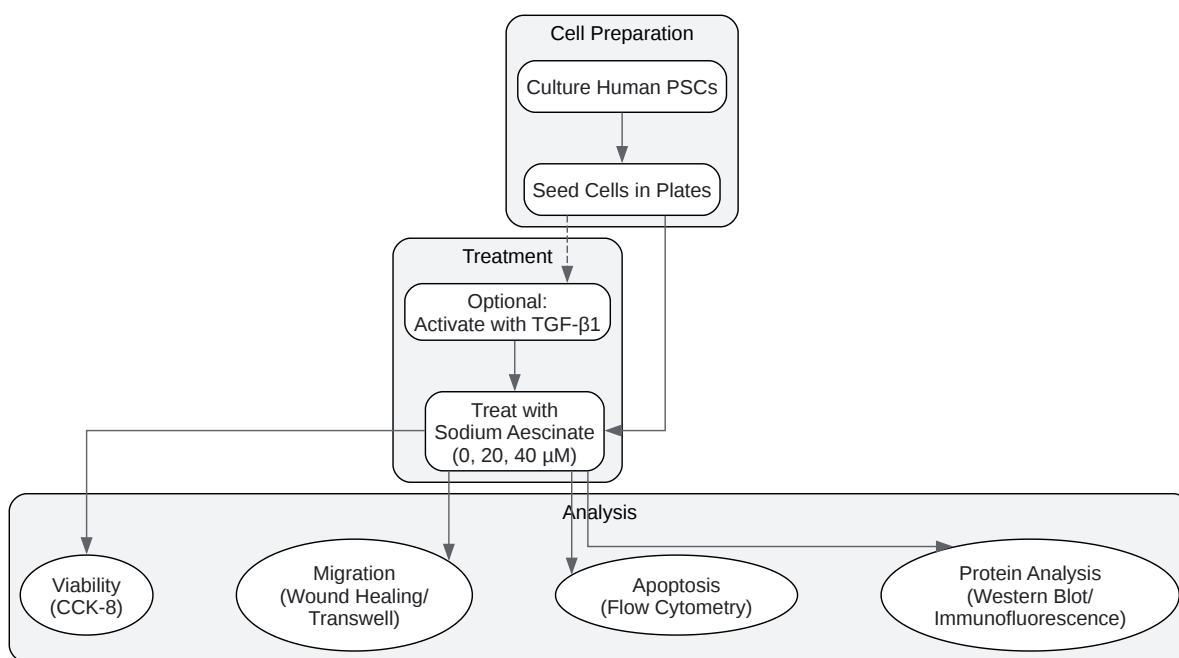 Cell Preparation
Culture Human PSCs
Seed Cells in Plates
Treatment
Optional:
Activate with TGF-β1
Treat with
Sodium Aescinate
(0, 20, 40 µM)
Analysis
Viability
(CCK-8)
Migration
(Wound Healing/
Transwell)
Apoptosis
(Flow Cytometry)
Protein Analysis
(Western Blot/
Immunofluorescence)